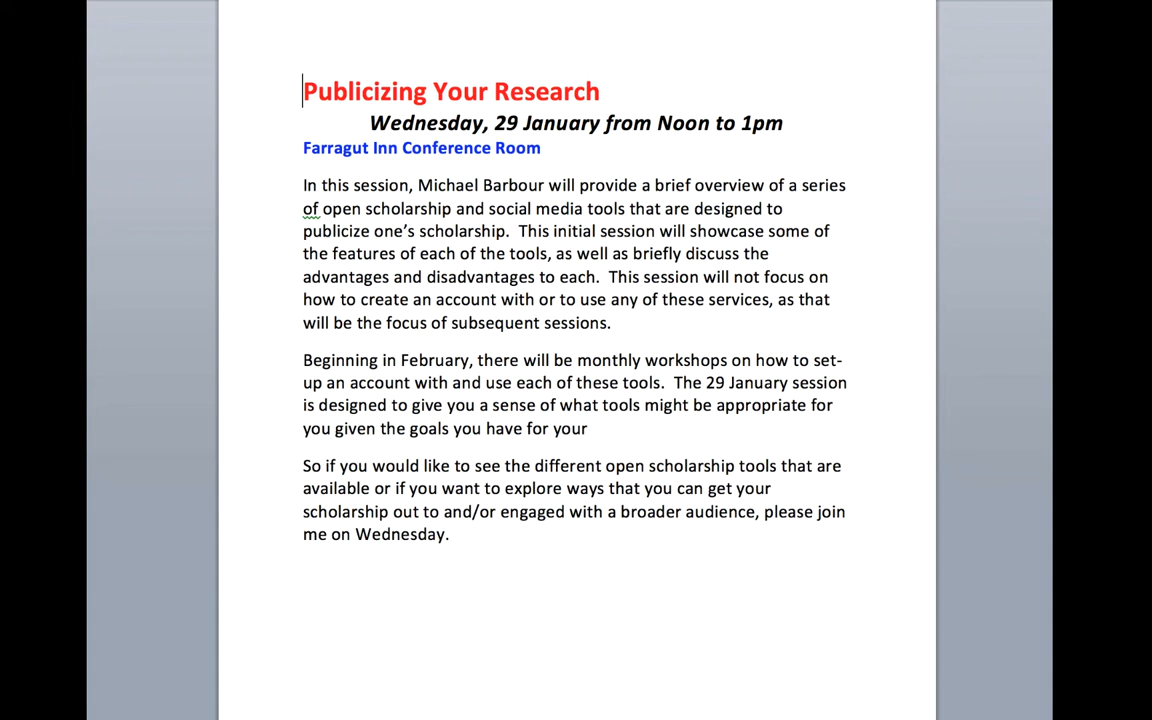 Publicizing Your Research
Wednesday, 29 January from Noon to 1pm
Farragut Inn Conference Room
In this session, Michael Barbour will provide a brief overview of a series
of open scholarship and social media tools that are designed to
publicize one’s scholarship.  This initial session will showcase some of
the features of each of the tools, as well as briefly discuss the
advantages and disadvantages to each.  This session will not focus on
how to create an account with or to use any of these services, as that
will be the focus of subsequent sessions.
Beginning in February, there will be monthly workshops on how to set-
up an account with and use each of these tools.  The 29 January session
is designed to give you a sense of what tools might be appropriate for
you given the goals you have for your
So if you would like to see the different open scholarship tools that are
available or if you want to explore ways that you can get your
scholarship out to and/or engaged with a broader audience, please join
me on Wednesday.